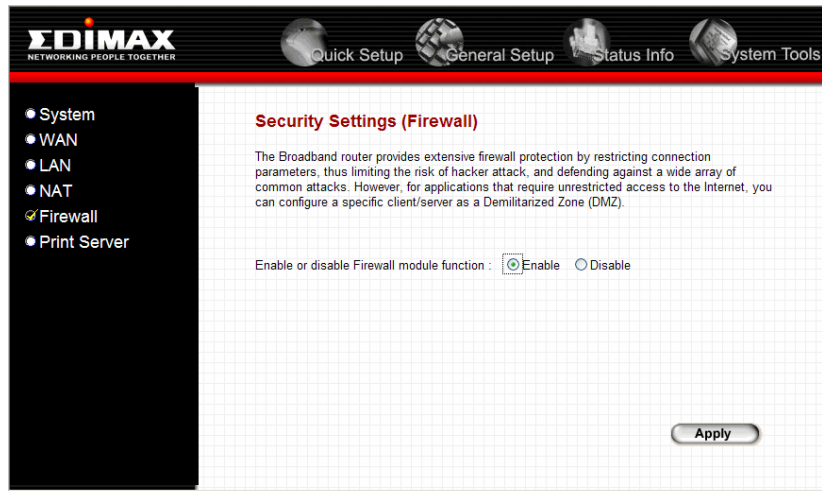 EDIMAX
NETWORKING PEOPLE TOGETHER
Quick Setup
General Setup
Status Info
System Tools
System
WAN
LAN
NAT
Firewall
Print Server
Security Settings (Firewall)
The Broadband router provides extensive firewall protection by restricting connection
parameters, thus limiting the risk of hacker attack, and defending against a wide array of
common attacks. However, for applications that require unrestricted access to the Internet, you
can configure a specific client/server as a Demilitarized Zone (DMZ).
Enable or disable Firewall module function : Enable Disable
Apply